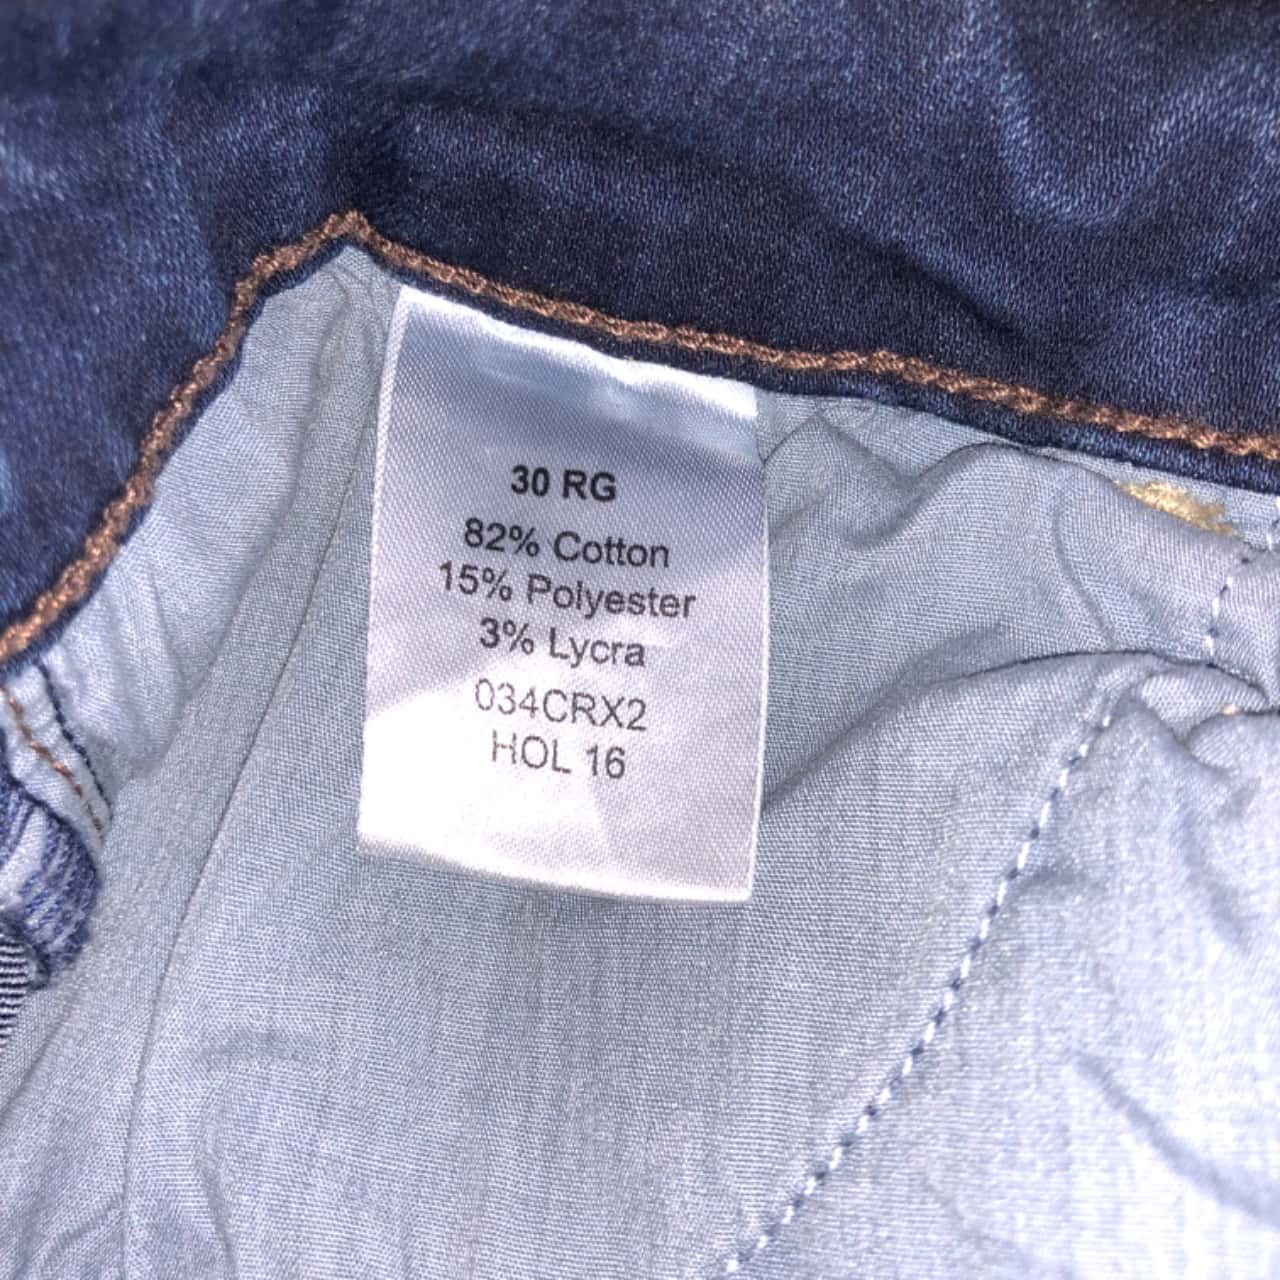 30 RG
82% Cotton
15% Polyester
3% Lycra
034CRX2
HOL 16